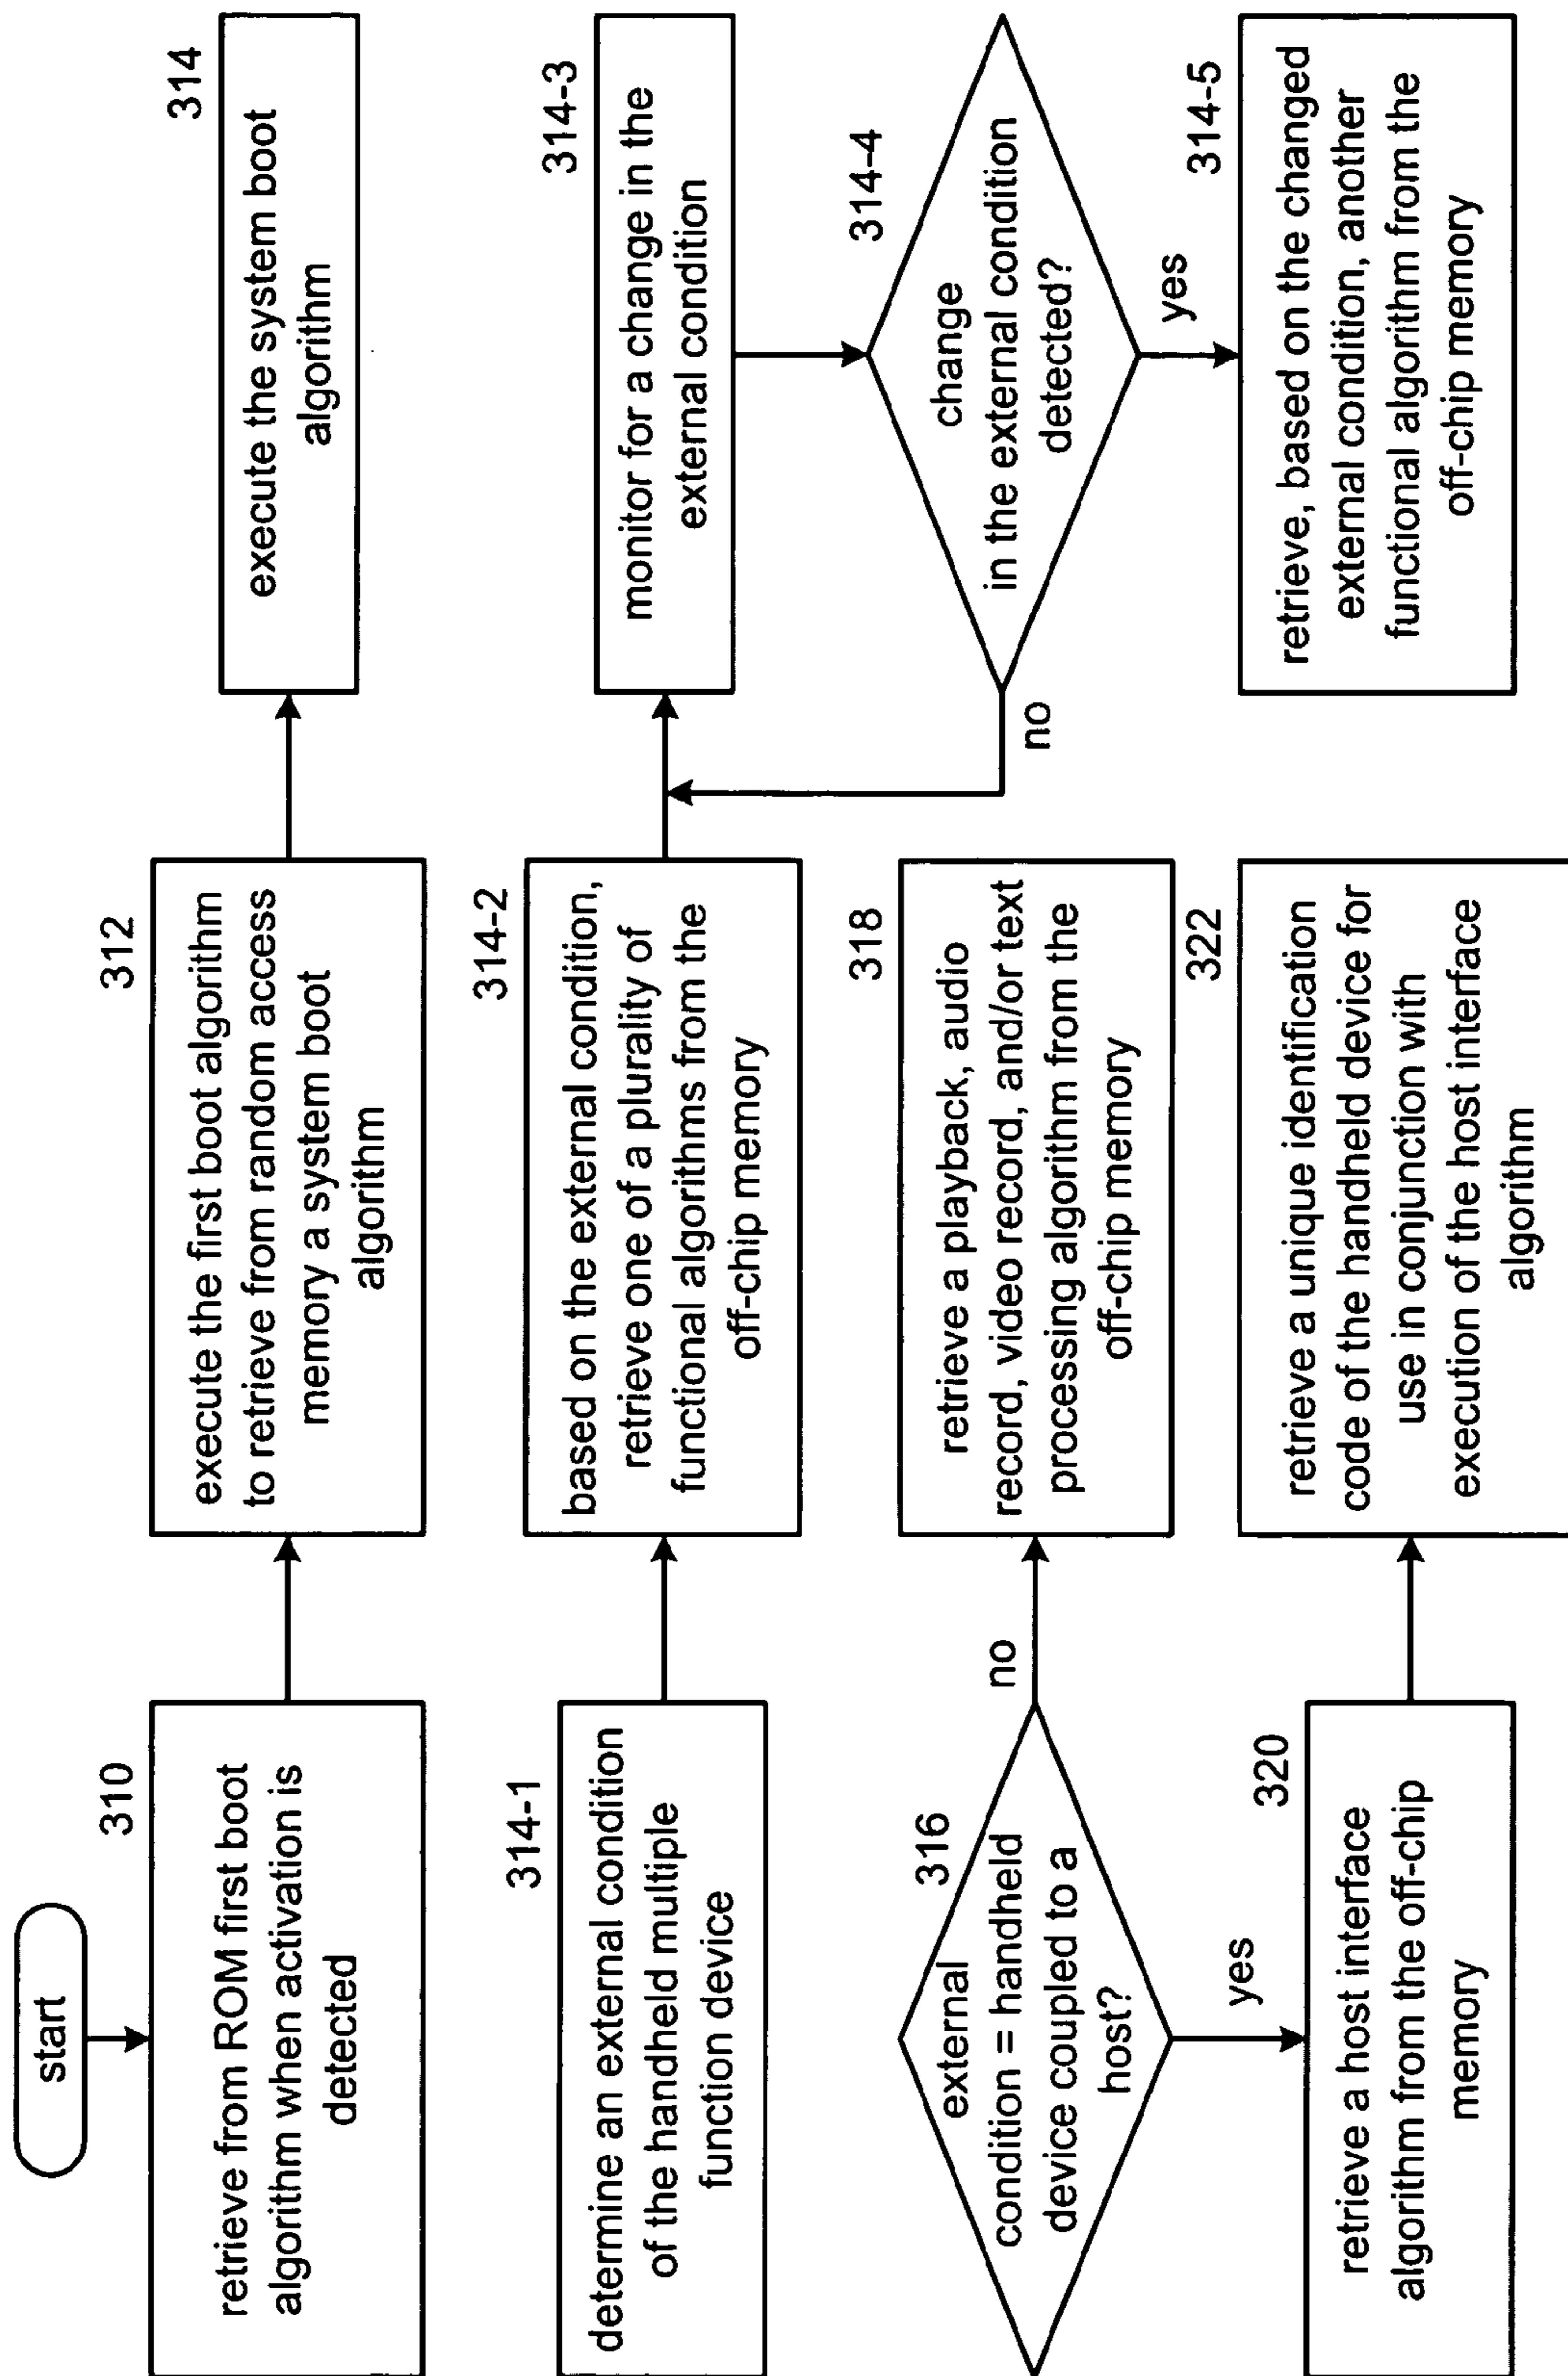 start
310
retrieve from ROM first boot
algorithm when activation is
detected
312
execute the first boot algorithm
to retrieve from random access
memory a system boot
algorithm
314
execute the system boot
algorithm
314-1
determine an external condition
of the handheld multiple
function device
314-2
based on the external condition,
retrieve one of a plurality of
functional algorithms from the
off-chip memory
314-3
monitor for a change in the
external condition
314-4
change
in the external condition
detected?
no
yes
314-5
retrieve, based on the changed
external condition, another
functional algorithm from the
off-chip memory
316
external
condition = handheld
device coupled to a
host?
no
yes
318
retrieve a playback, audio
record, video record, and/or text
processing algorithm from the
off-chip memory
320
retrieve a host interface
algorithm from the off-chip
memory
322
retrieve a unique identification
code of the handheld device for
use in conjunction with
execution of the host interface
algorithm